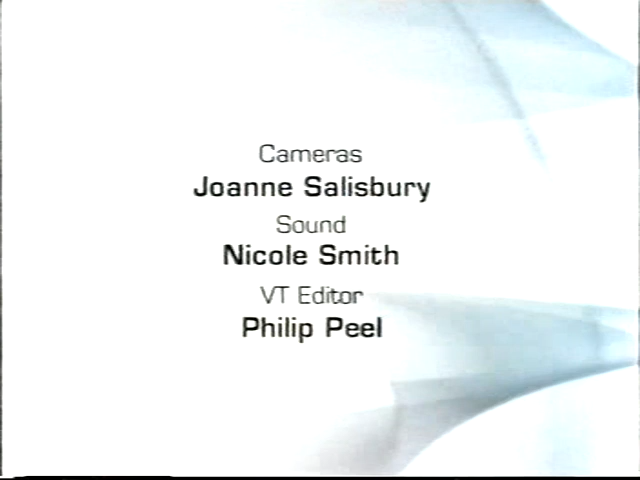 Cameras
Joanne Salisbury
Sound
Nicole Smith
VT Editor
Philip Peel